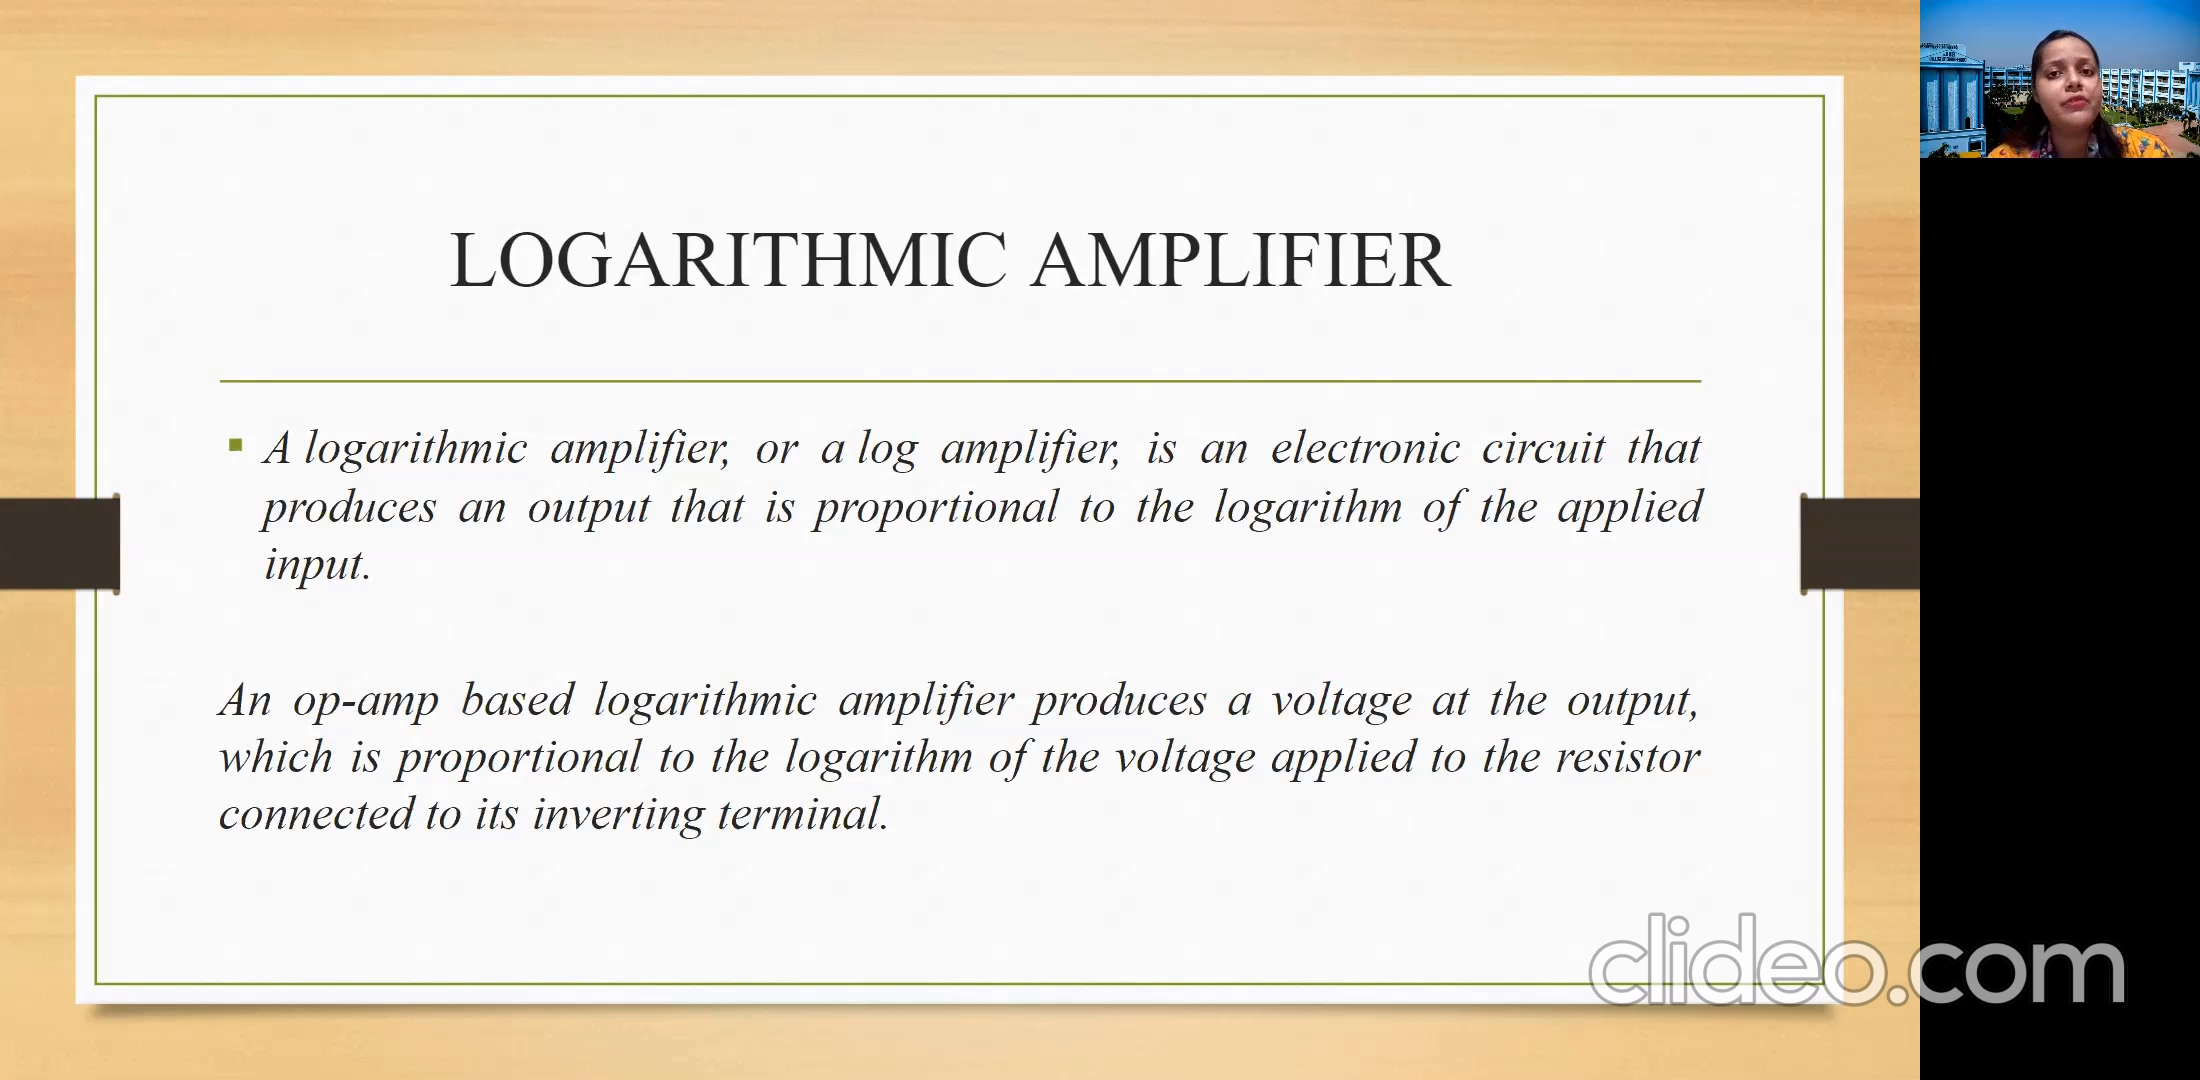 LOGARITHMIC AMPLIFIER
A logarithmic amplifier, or a log amplifier, is an electronic circuit that
produces an output that is proportional to the logarithm of the applied
input.
An op-amp based logarithmic amplifier produces a voltage at the output,
which is proportional to the logarithm of the voltage applied to the resistor
connected to its inverting terminal.
clideo.com